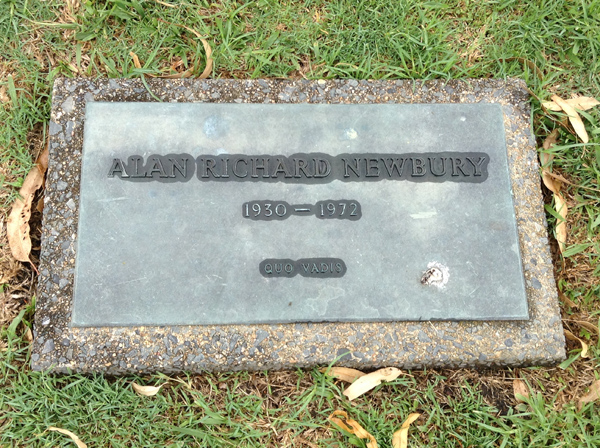 ALAN RICHARD NEWBURY
1930 — 1972
QUO VADIS